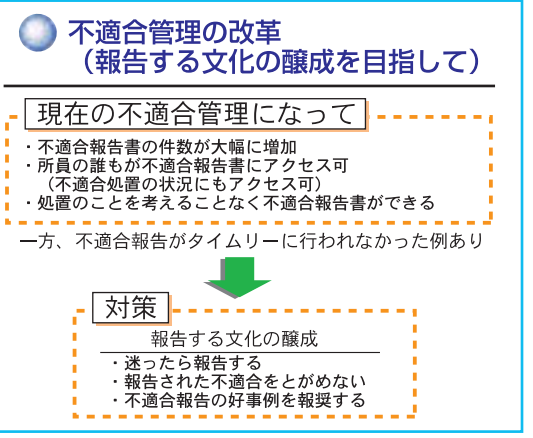 不適合管理の改革
（報告する文化の醸成を目指して）
現在の不適合管理になって
・不適合報告書の件数が大幅に増加
・所員の誰もが不適合報告書にアクセス可
（不適合処置の状況にもアクセス可）
・処置のことを考えることなく不適合報告書ができる
一方、不適合報告がタイムリーに行われなかった例あり
対策
報告する文化の醸成
・迷ったら報告する
・報告された不適合をとがめない
・不適合報告の好事例を報奨する